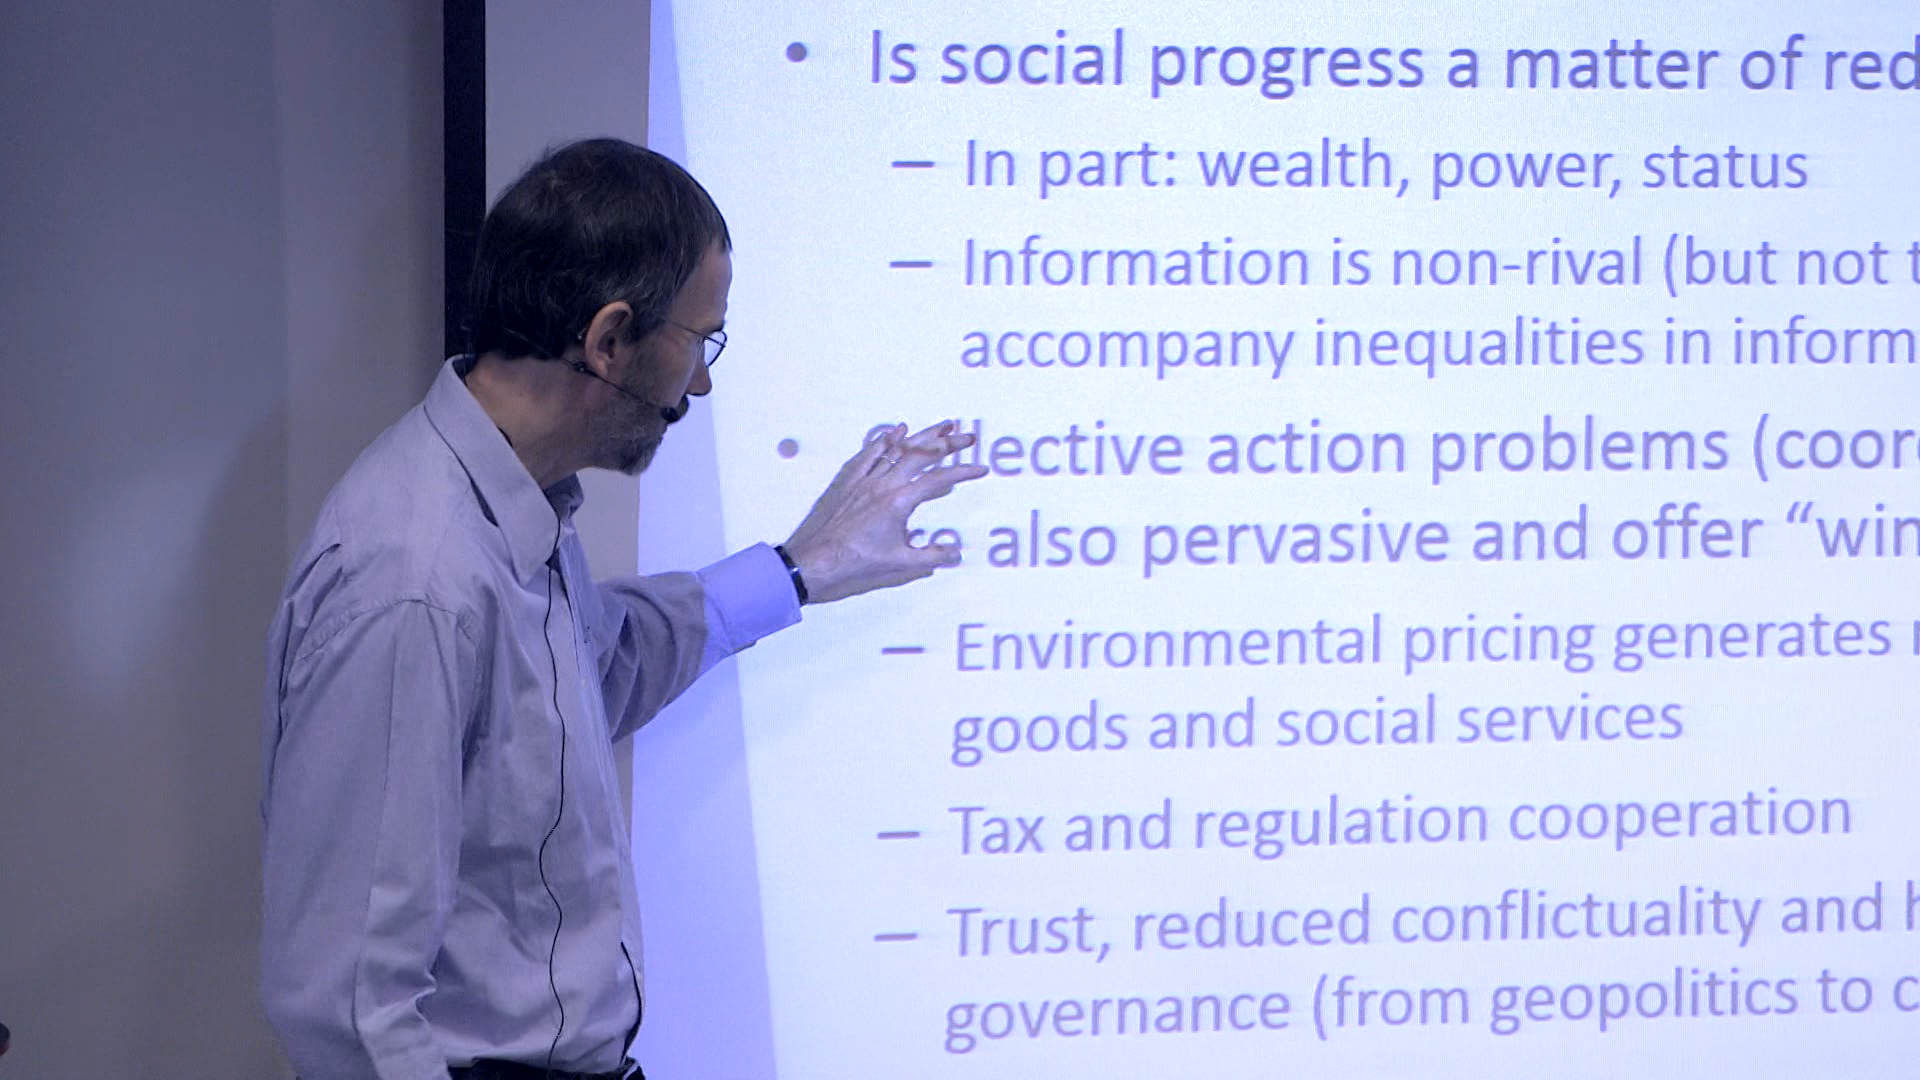 • Is social progress a matter of red
– In part: wealth, power, status
– Information is non-rival (but not t
accompany inequalities in inform
• Collective action problems (coor
also pervasive and offer “win
– Environmental pricing generates
goods and social services
– Tax and regulation cooperation
– Trust, reduced conflictuality and h
governance (from geopolitics to c